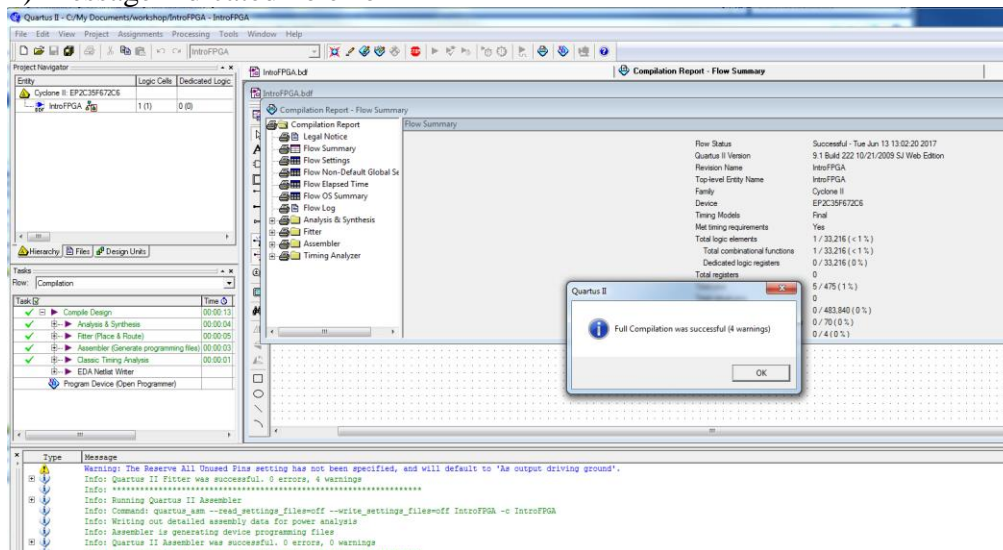 Quartus II - C:/My Documents/workshop/IntroFPGA - IntroFPGA
File Edit View Project Assignments Processing Tools Window Help
IntroFPGA
Project Navigator
Entity Logic Cells Dedicated Logic
Cyclone II: EP2C35F672C6
IntroFPGA 1 (1) 0 (0)
Hierarchy Files Design Units
Tasks
Flow: Compilation
Task Time
Compile Design 00:00:13
Analysis & Synthesis 00:00:04
Fitter (Place & Route) 00:00:05
Assembler (Generate programming files) 00:00:03
Classic Timing Analysis 00:00:01
EDA Netlist Writer
Program Device (Open Programmer)
IntroFPGA.bdf
Compilation Report - Flow Summary
IntroFPGA.bdf
Compilation Report - Flow Summary
Compilation Report
Legal Notice
Flow Summary
Flow Settings
Flow Non-Default Global Se
Flow Elapsed Time
Flow OS Summary
Flow Log
Analysis & Synthesis
Fitter
Assembler
Timing Analyzer
Flow Summary
Flow Status Successful - Tue Jun 13 13:02:20 2017
Quartus II Version 9.1 Build 222 10/21/2009 SJ Web Edition
Revision Name IntroFPGA
Top-level Entity Name IntroFPGA
Family Cyclone II
Device EP2C35F672C6
Timing Models Final
Met timing requirements Yes
Total logic elements 1 / 33,216 ( < 1 % )
Total combinational functions 1 / 33,216 ( < 1 % )
Dedicated logic registers 0 / 33,216 ( 0 % )
Total registers 0
5 / 475 ( 1 % )
0
0 / 483,840 ( 0 % )
0 / 70 ( 0 % )
0 / 4 ( 0 % )
Quartus II
Full Compilation was successful (4 warnings)
OK
Type Message
Warning: The Reserve All Unused Pins setting has not been specified, and will default to 'As output driving ground'.
Info: Quartus II Fitter was successful. 0 errors, 4 warnings
Info: *******************************************************************
Info: Running Quartus II Assembler
Info: Command: quartus_asm --read_settings_files=off --write_settings_files=off IntroFPGA -c IntroFPGA
Info: Writing out detailed assembly data for power analysis
Info: Assembler is generating device programming files
Info: Quartus II Assembler was successful. 0 errors, 0 warnings